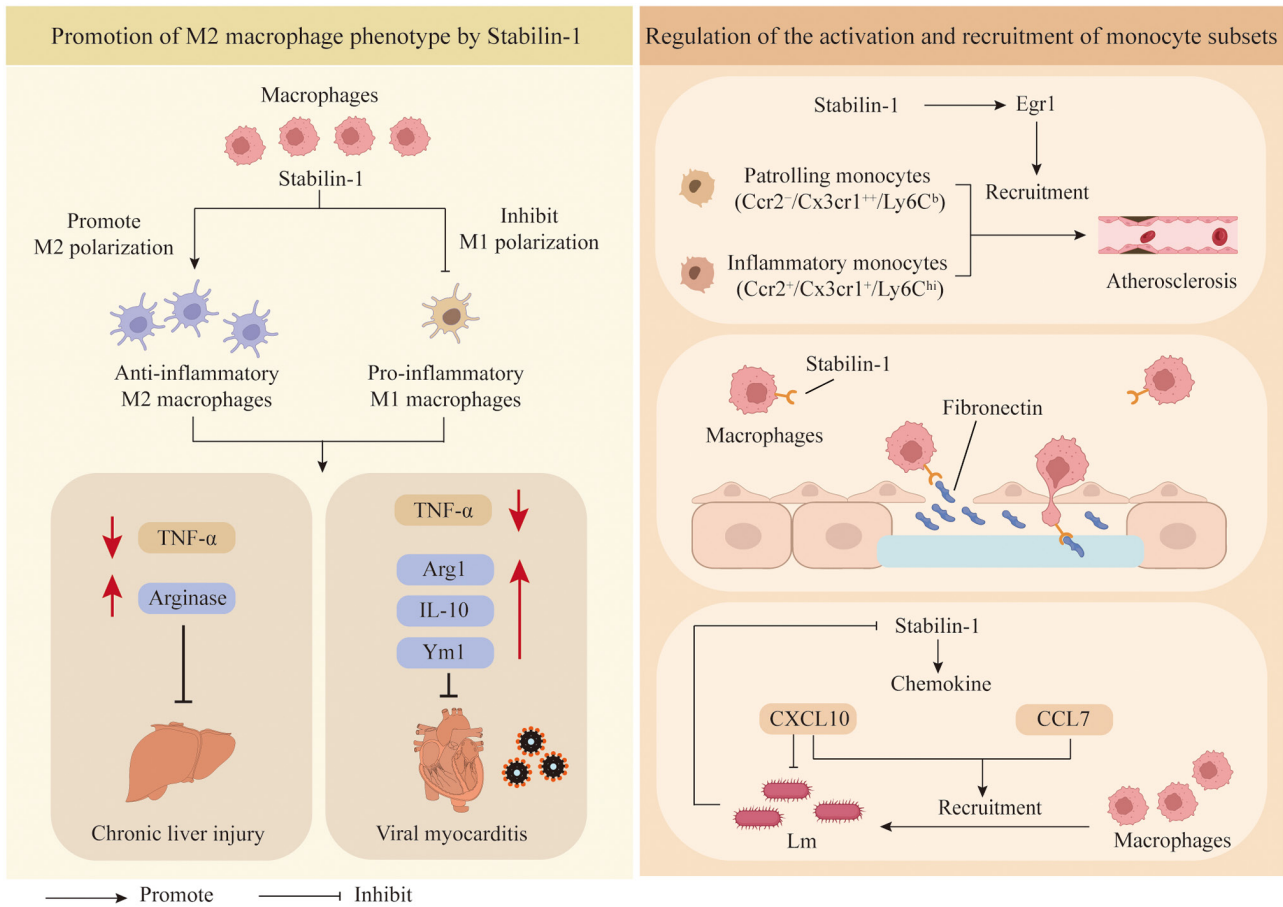 Promotion of M2 macrophage phenotype by Stabilin-1
Macrophages
Stabilin-1
Promote
M2 polarization
Inhibit
M1 polarization
Anti-inflammatory
M2 macrophages
Pro-inflammatory
M1 macrophages
TNF-α
Arginase
Chronic liver injury
TNF-α
Arg1
IL-10
Ym1
Viral myocarditis
Regulation of the activation and recruitment of monocyte subsets
Stabilin-1
Egr1
Patrolling monocytes
(Ccr2⁻/Cx3cr1⁺⁺/Ly6Cᵇ)
Recruitment
Inflammatory monocytes
(Ccr2⁺/Cx3cr1⁺/Ly6Cʰⁱ)
Atherosclerosis
Stabilin-1
Macrophages
Fibronectin
Stabilin-1
Chemokine
CXCL10
CCL7
Recruitment
Lm
Macrophages
Promote
Inhibit